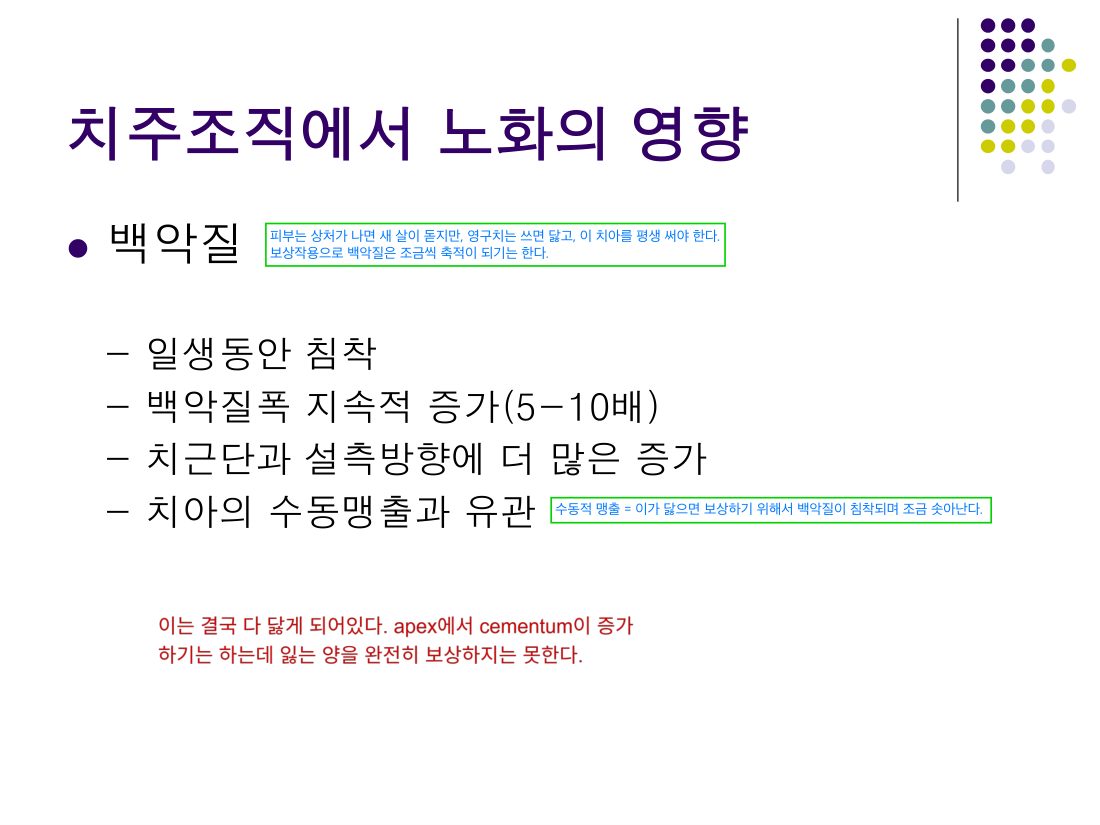 치주조직에서 노화의 영향
백악질
피부는 상처가 나면 새 살이 돋지만, 영구치는 쓰면 닳고, 이 치아를 평생 써야 한다.
보상작용으로 백악질은 조금씩 축적이 되기는 한다.
– 일생동안 침착
– 백악질폭 지속적 증가(5-10배)
– 치근단과 설측방향에 더 많은 증가
– 치아의 수동맹출과 유관
수동적 맹출 = 이가 닳으면 보상하기 위해서 백악질이 침착되며 조금 솟아난다.
이는 결국 다 닳게 되어있다. apex에서 cementum이 증가
하기는 하는데 잃는 양을 완전히 보상하지는 못한다.